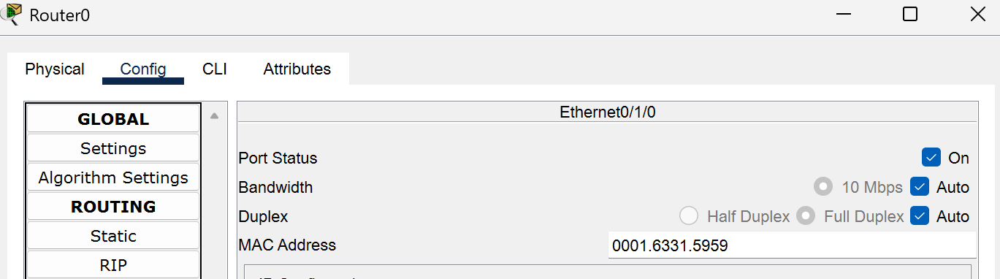 Router0
Physical Config CLI Attributes
GLOBAL
Settings
Algorithm Settings
ROUTING
Static
RIP
Ethernet0/1/0
Port Status On
Bandwidth 10 Mbps Auto
Duplex Half Duplex Full Duplex Auto
MAC Address 0001.6331.5959